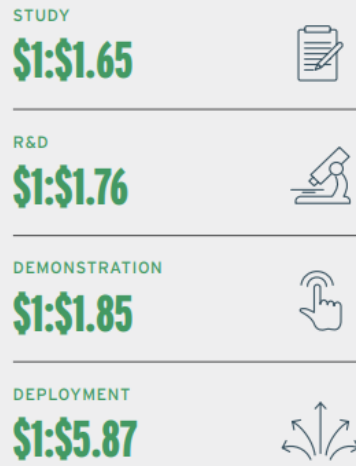 STUDY
$1:$1.65
R&D
$1:$1.76
DEMONSTRATION
$1:$1.85
DEPLOYMENT
$1:$5.87